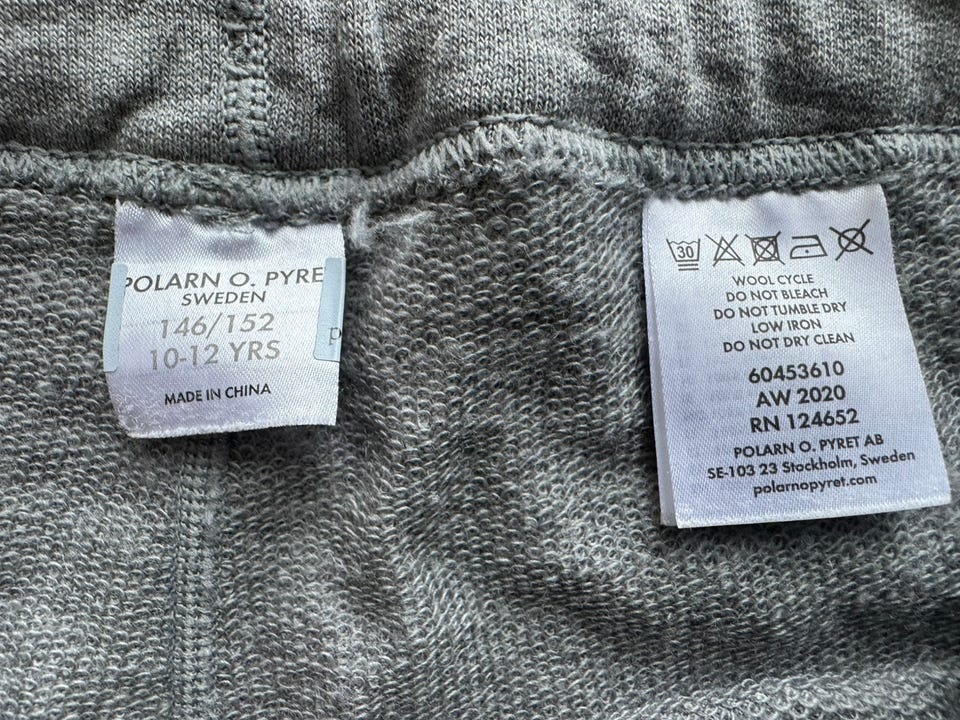 POLARN O. PYRE
SWEDEN
146/152
10-12 YRS
MADE IN CHINA
p
30
WOOL CYCLE
DO NOT BLEACH
DO NOT TUMBLE DRY
LOW IRON
DO NOT DRY CLEAN
60453610
AW 2020
RN 124652
POLARN O. PYRET AB
SE-103 23 Stockholm, Sweden
polarnopyret.com